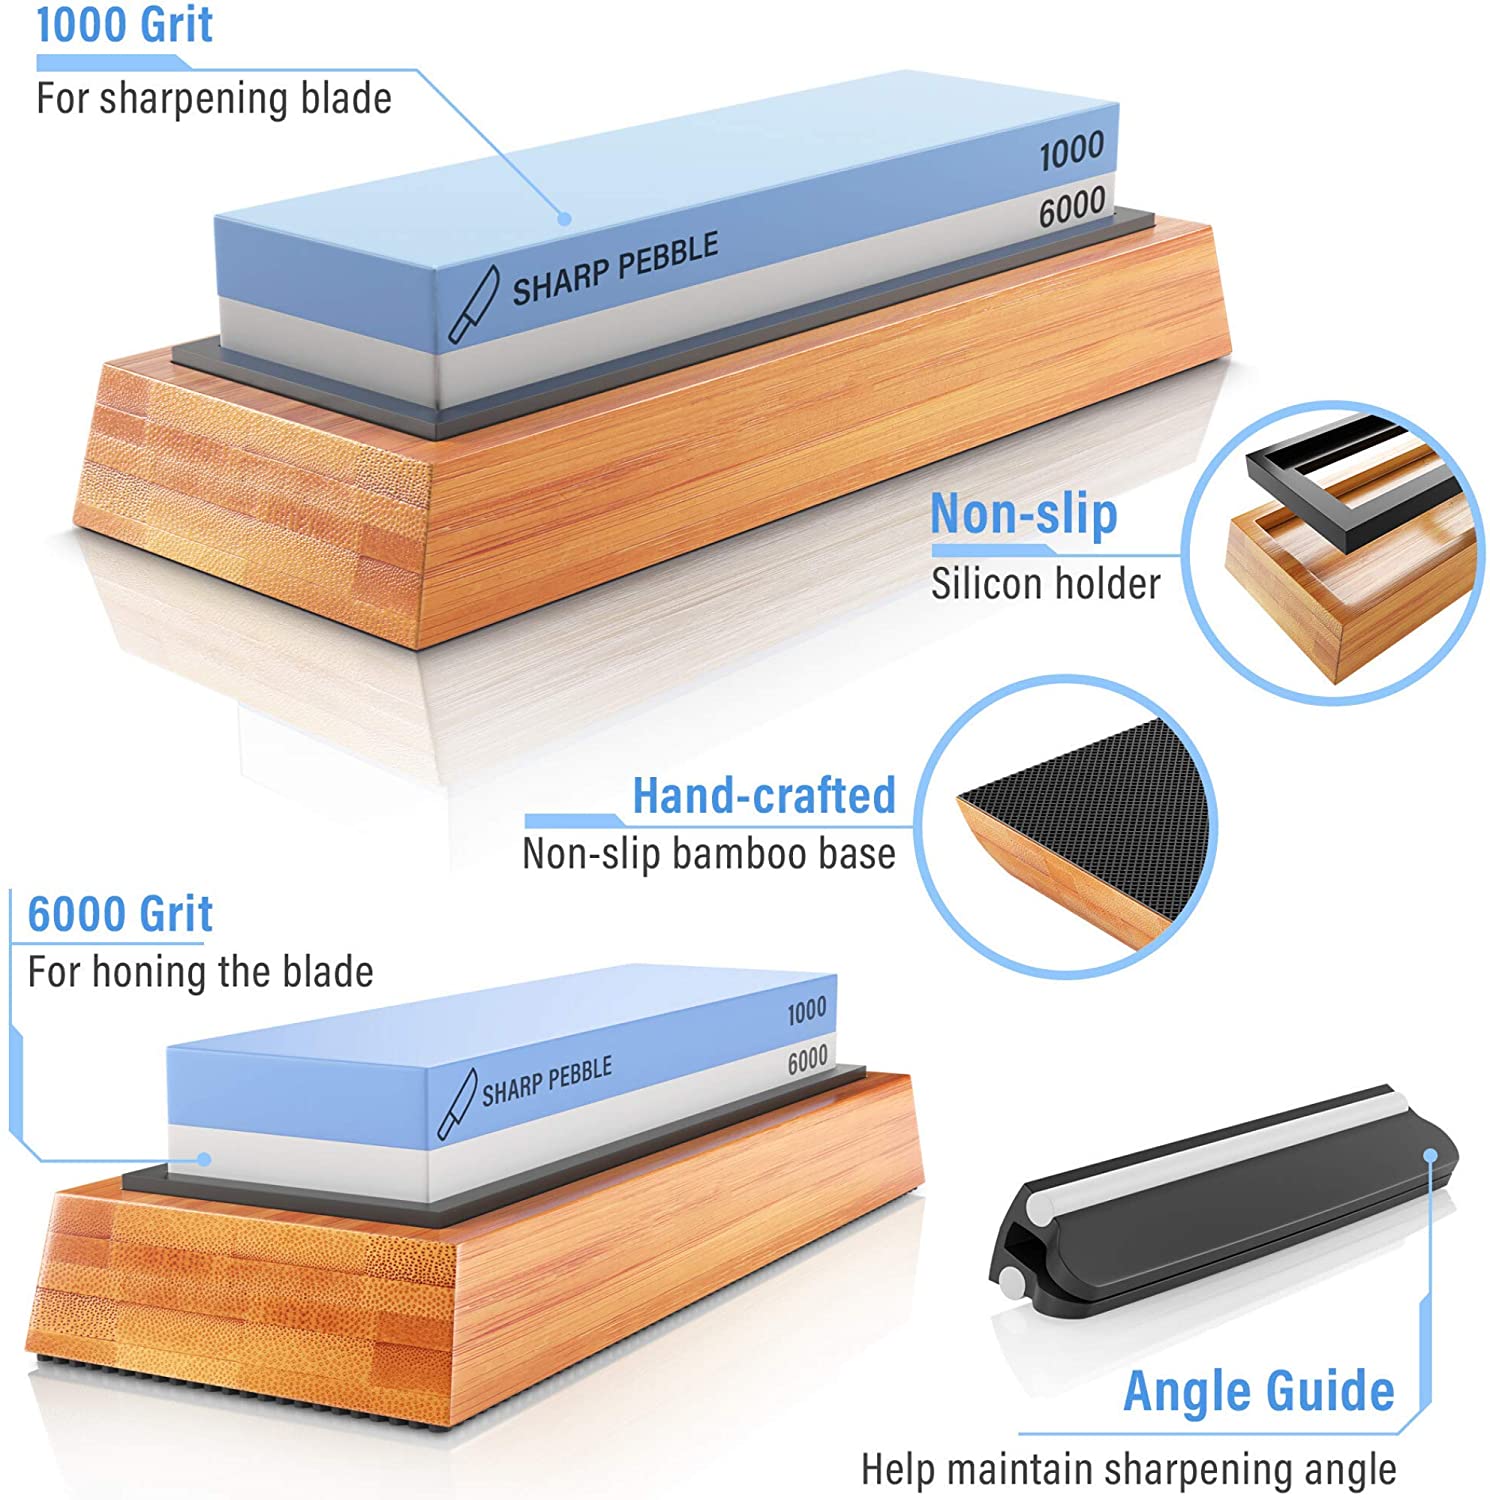 1000 Grit
For sharpening blade
1000
6000
SHARP PEBBLE
Non-slip
Silicon holder
Hand-crafted
Non-slip bamboo base
6000 Grit
For honing the blade
1000
6000
SHARP PEBBLE
Angle Guide
Help maintain sharpening angle